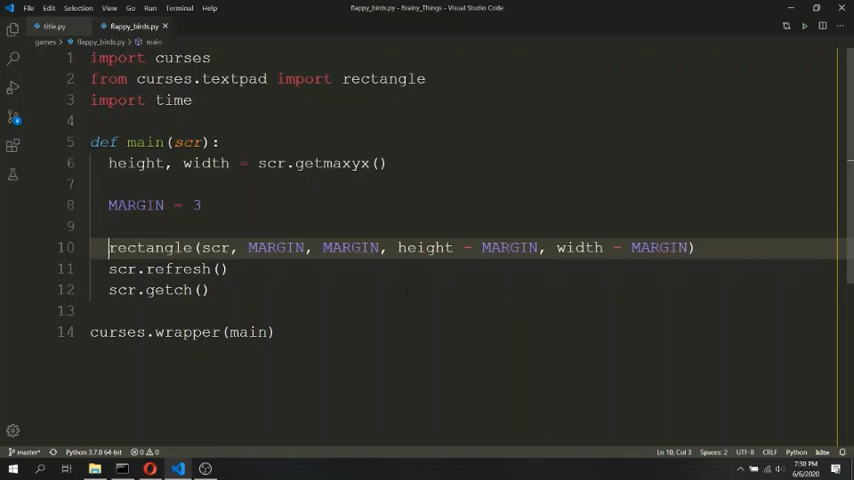 File Edit Selection View Go Run Terminal Help flappy_birds.py - Brainy_Things - Visual Studio Code
title.py flappy_birds.py
games > flappy_birds.py > main
1 import curses
2 from curses.textpad import rectangle
3 import time
4
5 def main(scr):
6 height, width = scr.getmaxyx()
7
8 MARGIN = 3
9
10 rectangle(scr, MARGIN, MARGIN, height - MARGIN, width - MARGIN)
11 scr.refresh()
12 scr.getch()
13
14 curses.wrapper(main)
master* Python 3.7.0 64-bit 0 0 Ln 10, Col 3 Spaces: 2 UTF-8 CRLF Python kite
7:30 PM
6/6/2020